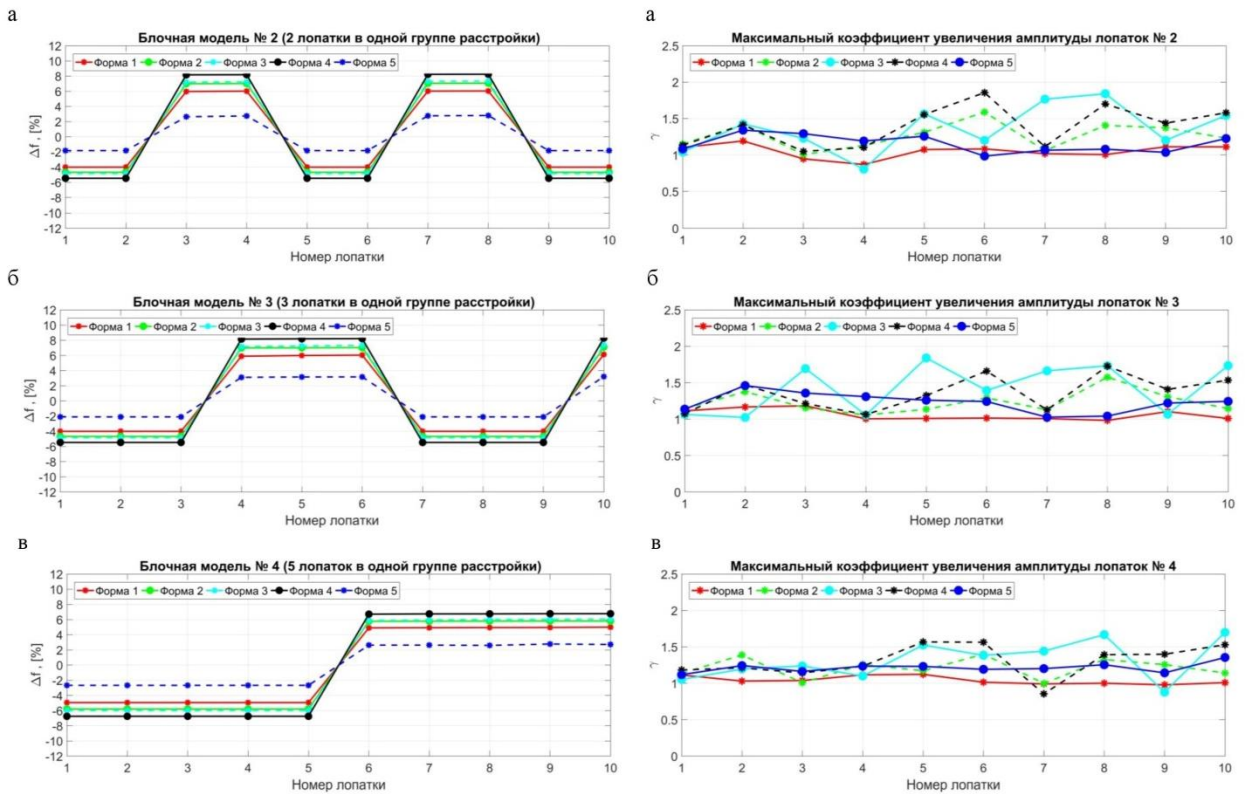 а
Блочная модель № 2 (2 лопатки в одной группе расстройки)
Форма 1 Форма 2 Форма 3 Форма 4 Форма 5
12
10
8
6
4
2
0
-2
-4
-6
-8
-10
-12
Δf , [%]
1 2 3 4 5 6 7 8 9 10
Номер лопатки
а
Максимальный коэффициент увеличения амплитуды лопаток № 2
Форма 1 Форма 2 Форма 3 Форма 4 Форма 5
2.5
2
1.5
1
0.5
0
γ
1 2 3 4 5 6 7 8 9 10
Номер лопатки
б
Блочная модель № 3 (3 лопатки в одной группе расстройки)
Форма 1 Форма 2 Форма 3 Форма 4 Форма 5
12
10
8
6
4
2
0
-2
-4
-6
-8
-10
-12
Δf , [%]
1 2 3 4 5 6 7 8 9 10
Номер лопатки
б
Максимальный коэффициент увеличения амплитуды лопаток № 3
Форма 1 Форма 2 Форма 3 Форма 4 Форма 5
2.5
2
1.5
1
0.5
0
γ
1 2 3 4 5 6 7 8 9 10
Номер лопатки
в
Блочная модель № 4 (5 лопаток в одной группе расстройки)
Форма 1 Форма 2 Форма 3 Форма 4 Форма 5
12
10
8
6
4
2
0
-2
-4
-6
-8
-10
-12
Δf , [%]
1 2 3 4 5 6 7 8 9 10
Номер лопатки
в
Максимальный коэффициент увеличения амплитуды лопаток № 4
Форма 1 Форма 2 Форма 3 Форма 4 Форма 5
2.5
2
1.5
1
0.5
0
γ
1 2 3 4 5 6 7 8 9 10
Номер лопатки